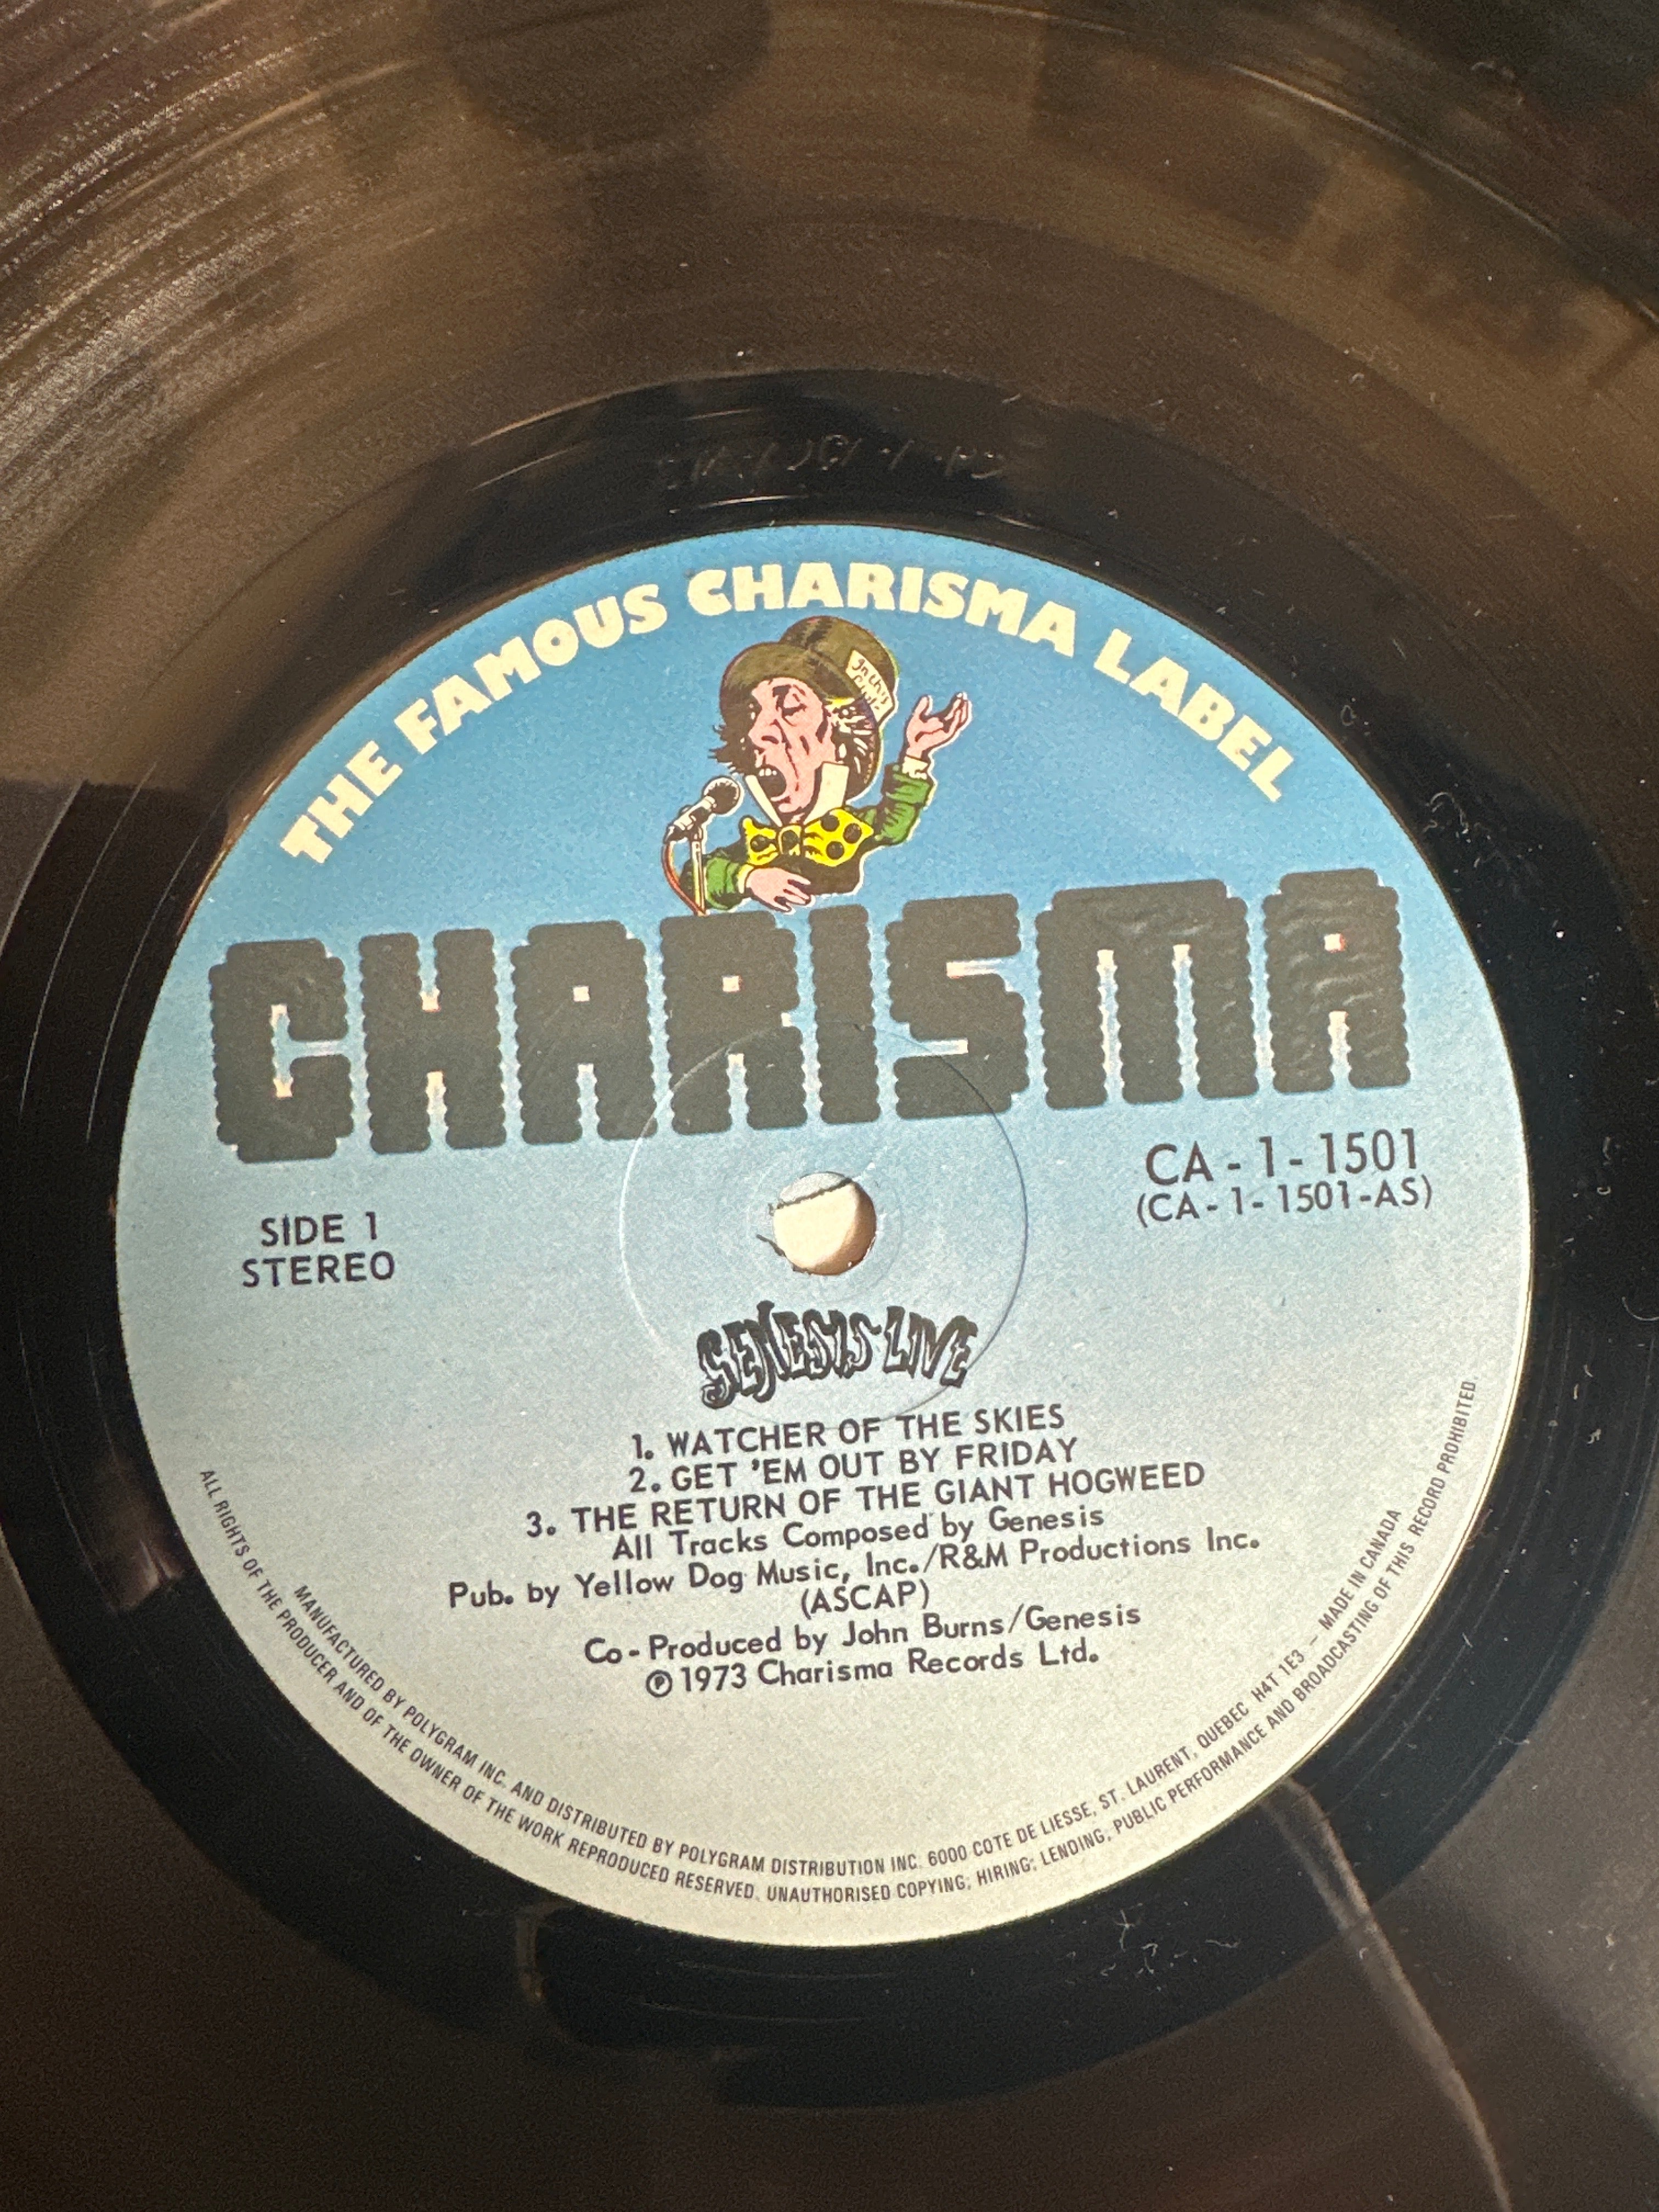 THE FAMOUS CHARISMA LABEL
In this
CHARISMA
CA - 1 - 1501
(CA - 1 - 1501-AS)
SIDE 1
STEREO
GENESIS LIVE
1. WATCHER OF THE SKIES
2. GET 'EM OUT BY FRIDAY
3. THE RETURN OF THE GIANT HOGWEED
All Tracks Composed by Genesis
Pub. by Yellow Dog Music, Inc./R&M Productions Inc.
(ASCAP)
Co - Produced by John Burns/Genesis
℗ 1973 Charisma Records Ltd.
MANUFACTURED BY POLYGRAM INC. AND DISTRIBUTED BY POLYGRAM DISTRIBUTION INC. 6000 COTE DE LIESSE, ST. LAURENT, QUEBEC H4T 1E3 – MADE IN CANADA
ALL RIGHTS OF THE PRODUCER AND OF THE OWNER OF THE WORK REPRODUCED RESERVED. UNAUTHORISED COPYING; HIRING; LENDING, PUBLIC PERFORMANCE AND BROADCASTING OF THIS RECORD PROHIBITED.